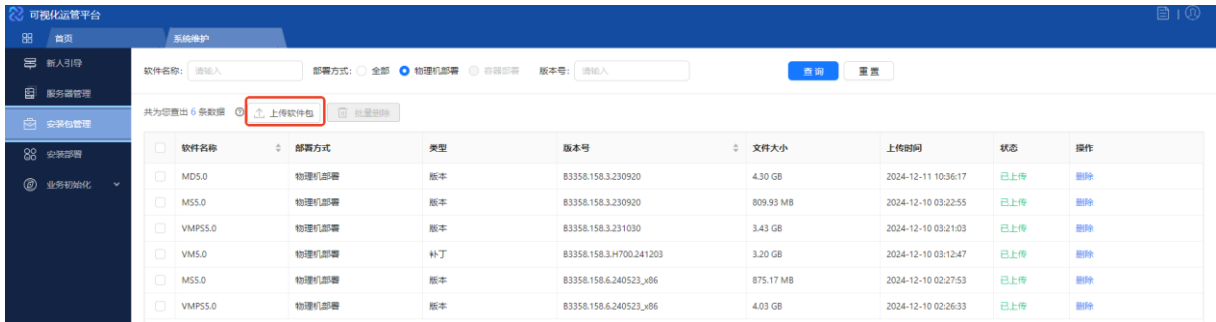 可视化运管平台
首页 系统维护
新人引导
服务器管理
安装包管理
安装部署
业务初始化
软件名称: 请输入 部署方式: 全部 物理机部署 容器部署 版本号: 请输入 查询 重置
共为您查出 6 条数据 上传软件包 批量删除
软件名称 部署方式 类型 版本号 文件大小 上传时间 状态 操作
MD5.0 物理机部署 版本 B3358.158.3.230920 4.30 GB 2024-12-11 10:36:17 已上传 删除
MS5.0 物理机部署 版本 B3358.158.3.230920 809.93 MB 2024-12-10 03:22:55 已上传 删除
VMPS5.0 物理机部署 版本 B3358.158.3.231030 3.43 GB 2024-12-10 03:21:03 已上传 删除
VM5.0 物理机部署 补丁 B3358.158.3.H700.241203 3.20 GB 2024-12-10 03:12:47 已上传 删除
MS5.0 物理机部署 版本 B3358.158.6.240523_x86 875.17 MB 2024-12-10 02:27:53 已上传 删除
VMPS5.0 物理机部署 版本 B3358.158.6.240523_x86 4.03 GB 2024-12-10 02:26:33 已上传 删除